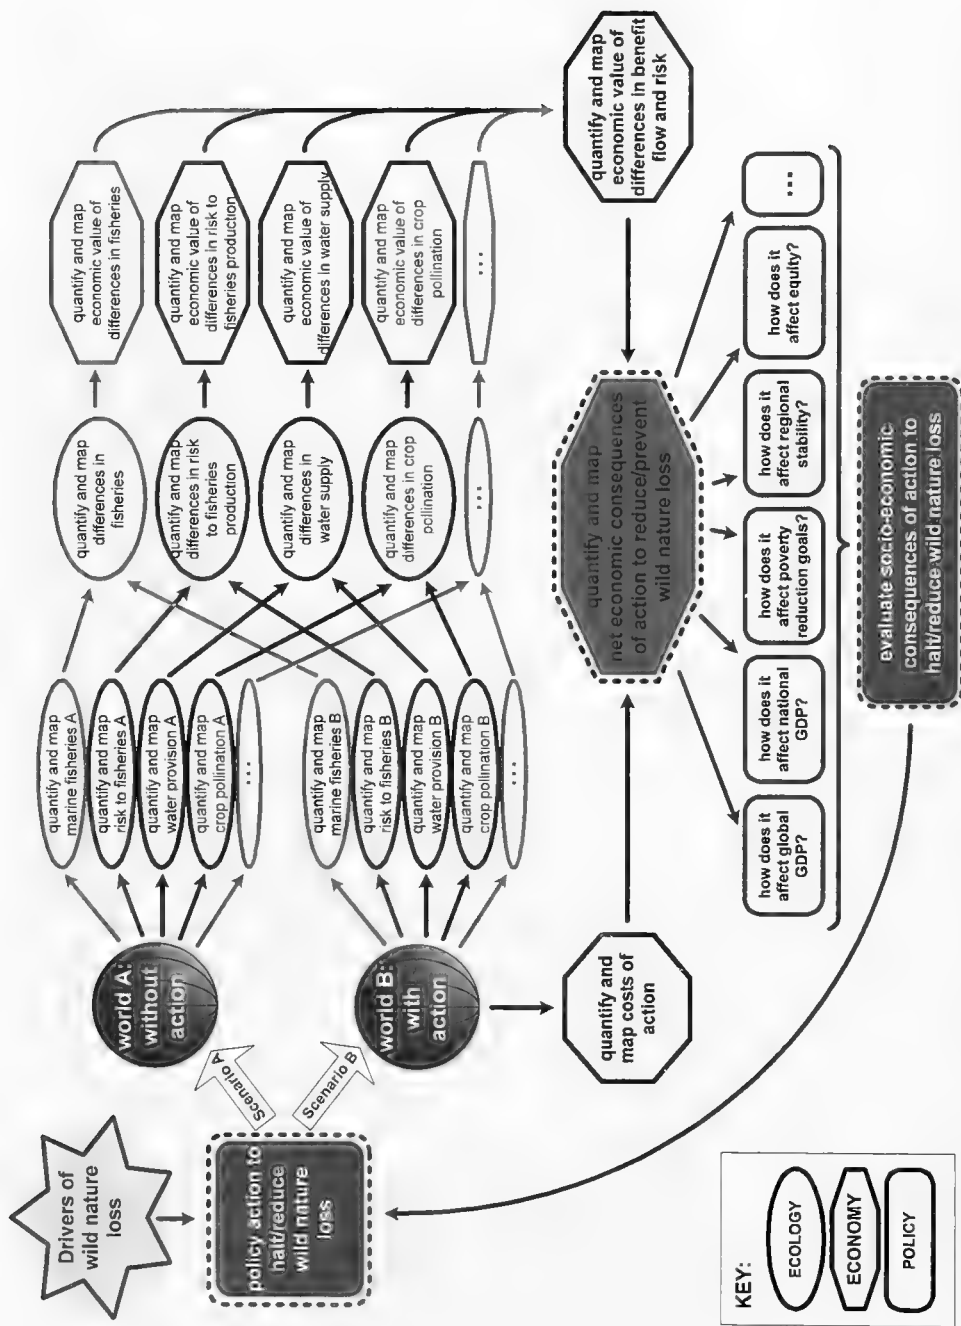 Drivers of
wild nature
loss
policy action to
halt/reduce
wild nature
loss
Scenario A
Scenario B
world A:
without
action
world B:
with
action
quantify and map
marine fisheries A
quantify and map
risk to fisheries A
quantify and map
water provision A
quantify and map
crop pollination A
...
quantify and map
marine fisheries B
quantify and map
risk to fisheries B
quantify and map
water provision B
quantify and map
crop pollination B
...
quantify and map
differences in
fisheries
quantify and map
differences in risk
to fisheries
production
quantify and map
differences in
water supply
quantify and map
differences in crop
pollination
...
quantify and map
economic value of
differences in fisheries
quantify and map
economic value of
differences in risk to
fisheries production
quantify and map
economic value of
differences in water supply
quantify and map
economic value of
differences in crop
pollination
...
quantify and
map costs of
action
quantify and map
net economic consequences
of action to reduce/prevent
wild nature loss
quantify and map
economic value of
differences in benefit
flow and risk
how does it
affect global
GDP?
how does it
affect national
GDP?
how does it
affect poverty
reduction goals?
how does it
affect regional
stability?
how does it
affect equity?
...
evaluate socio-economic
consequences of action to
halt/reduce wild nature loss
KEY:
ECOLOGY
ECONOMY
POLICY